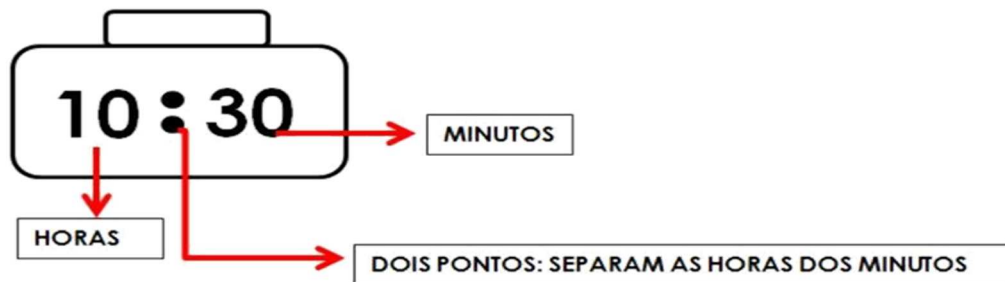 10:30
MINUTOS
HORAS
DOIS PONTOS: SEPARAM AS HORAS DOS MINUTOS